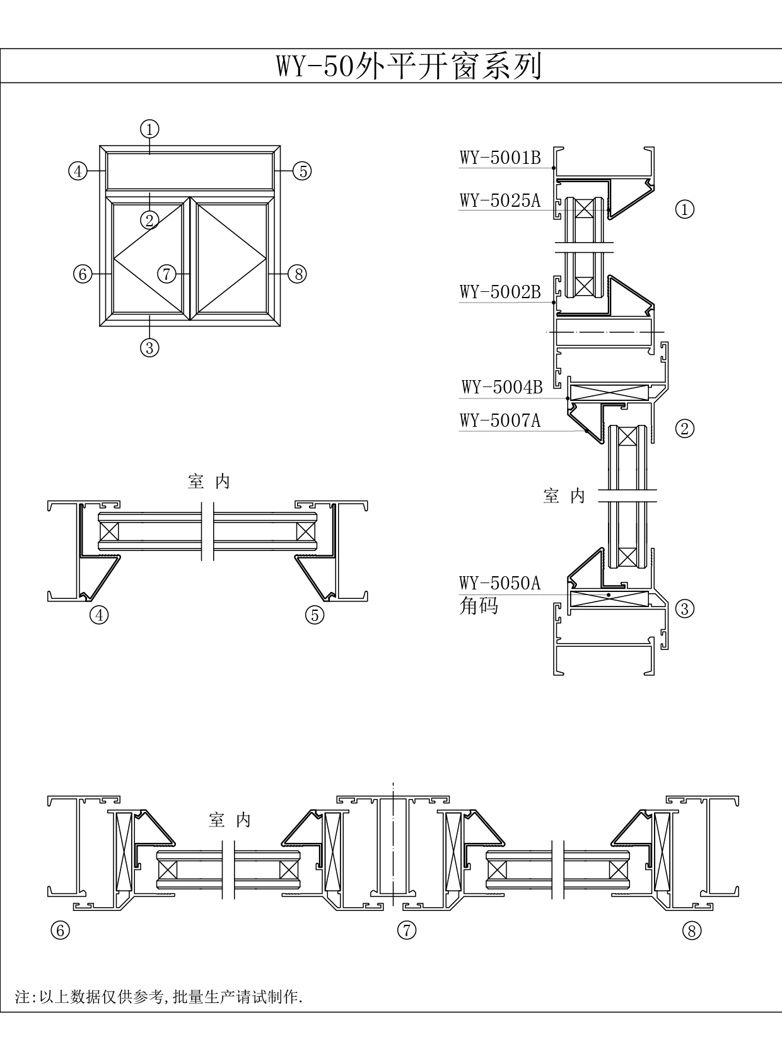 WY-50外平开窗系列
①
④
⑤
②
⑥
⑦
⑧
③
WY-5001B
WY-5025A
①
WY-5002B
WY-5004B
WY-5007A
②
室 内
WY-5050A
角码
③
室 内
④
⑤
室 内
⑥
⑦
⑧
注:以上数据仅供参考,批量生产请试制作.